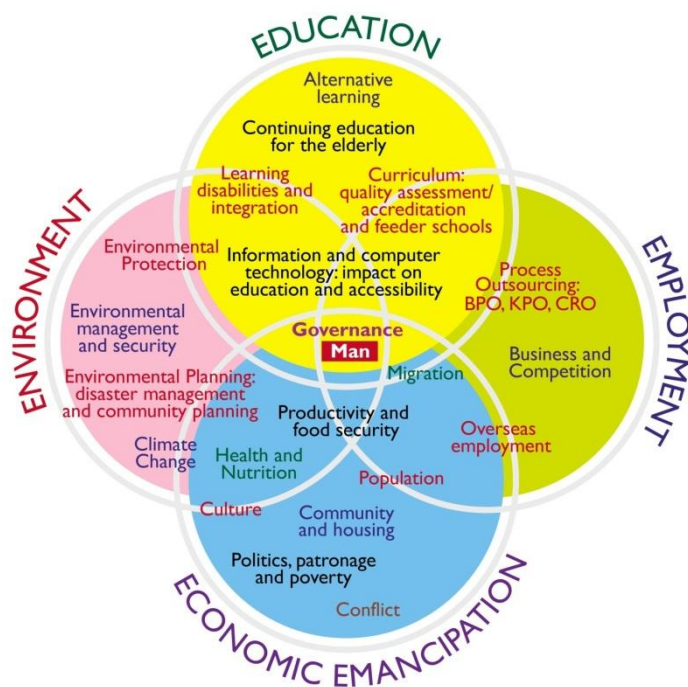 EDUCATION
Alternative
learning
Continuing education
for the elderly
Learning
disabilities and
integration
Curriculum:
quality assessment/
accreditation
and feeder schools
ENVIRONMENT
EMPLOYMENT
Environmental
Protection
Information and computer
technology: impact on
education and accessibility
Process
Outsourcing:
BPO, KPO, CRO
Environmental
management
and security
Governance
Man
Business and
Competition
Migration
Environmental Planning:
disaster management
and community planning
Productivity and
food security
Overseas
employment
Climate
Change
Health and
Nutrition
Population
Culture
Community
and housing
Politics, patronage
and poverty
Conflict
ECONOMIC EMANCIPATION